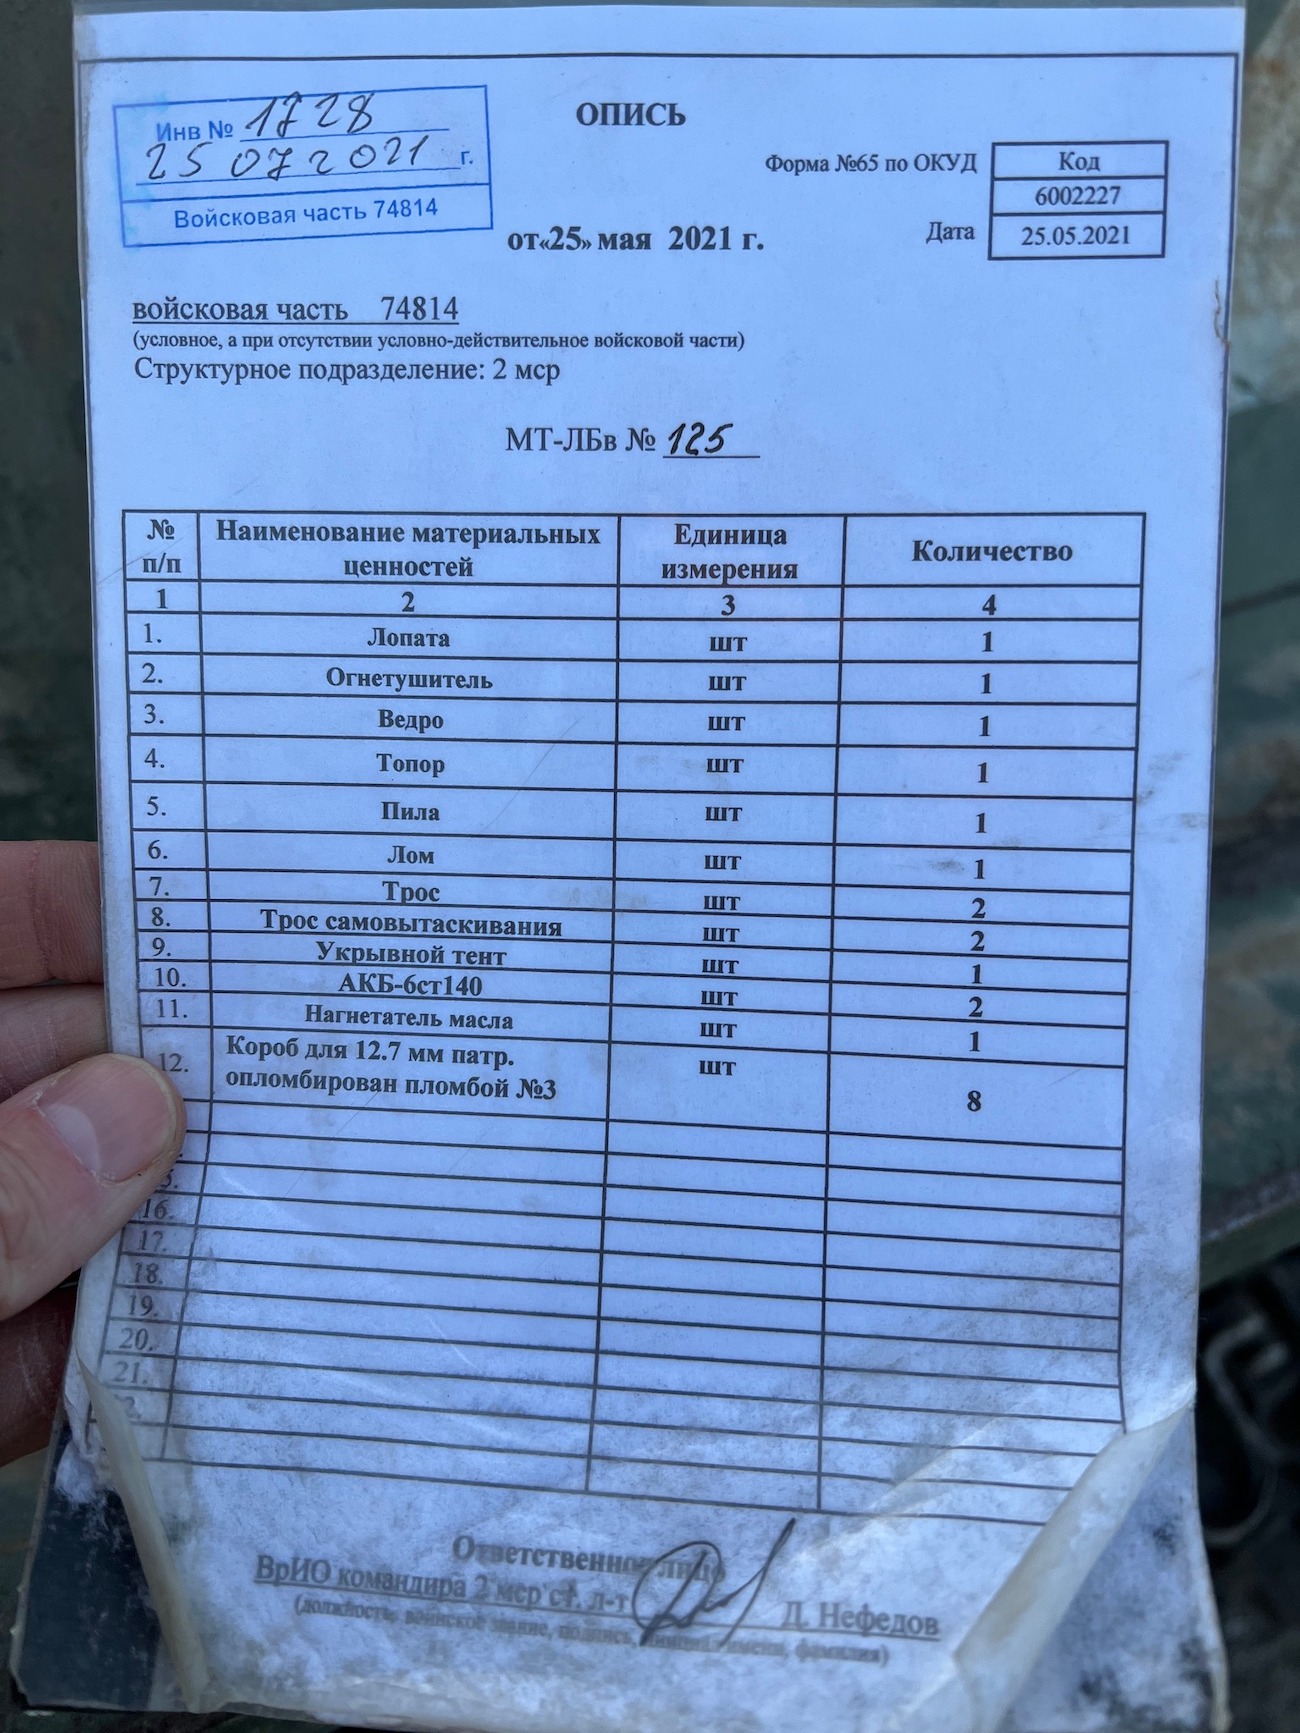 Инв № 1728
25 07 2021 г.
Войсковая часть 74814
ОПИСЬ
Форма №65 по ОКУД
Код
6002227
Дата
25.05.2021
от«25» мая 2021 г.
войсковая часть 74814
(условное, а при отсутствии условно-действительное войсковой части)
Структурное подразделение: 2 мср
МТ-ЛБв № 125
№ п/п Наименование материальных ценностей Единица измерения Количество
1 2 3 4
1. Лопата шт 1
2. Огнетушитель шт 1
3. Ведро шт 1
4. Топор шт 1
5. Пила шт 1
6. Лом шт 1
7. Трос шт 2
8. Трос самовытаскивания шт 2
9. Укрывной тент шт 1
10. АКБ-6ст140 шт 2
11. Нагнетатель масла шт 1
12. Короб для 12.7 мм патр. шт 8
опломбирован пломбой №3
16.
17.
18.
19.
20.
21.
Ответственное лицо
ВрИО командира 2 мср ст. л-т Д. Нефедов
(должность, воинское звание, подпись, имени, фамилия)